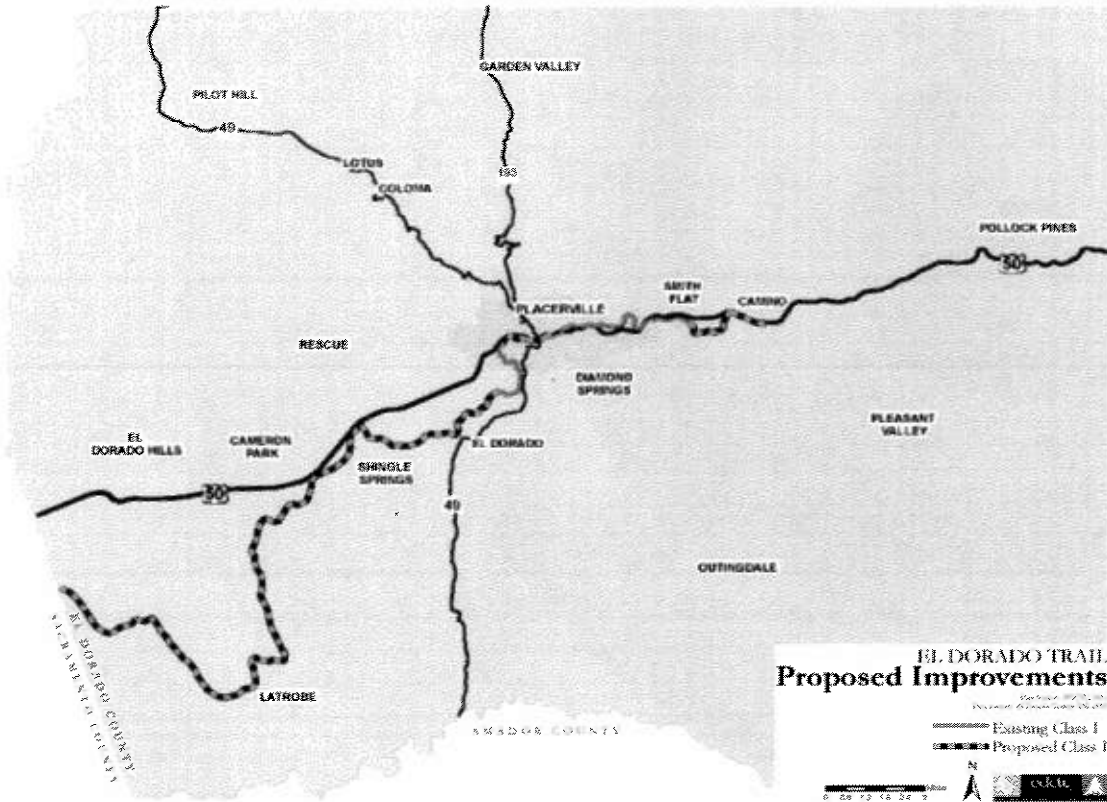 GARDEN VALLEY
PILOT HILL
49
LOTUS
COLOMA
193
POLLOCK PINES
50
SMITH
FLAT
CAMINO
PLACERVILLE
RESCUE
DIAMOND
SPRINGS
PLEASANT
VALLEY
EL
DORADO HILLS
CAMERON
PARK
EL DORADO
SHINGLE
SPRINGS
50
49
OUTINGDALE
EL DORADO COUNTY
SACRAMENTO COUNTY
LATROBE
AMADOR COUNTY
EL DORADO TRAIL
Proposed Improvements
Existing Class I
Proposed Class I
N